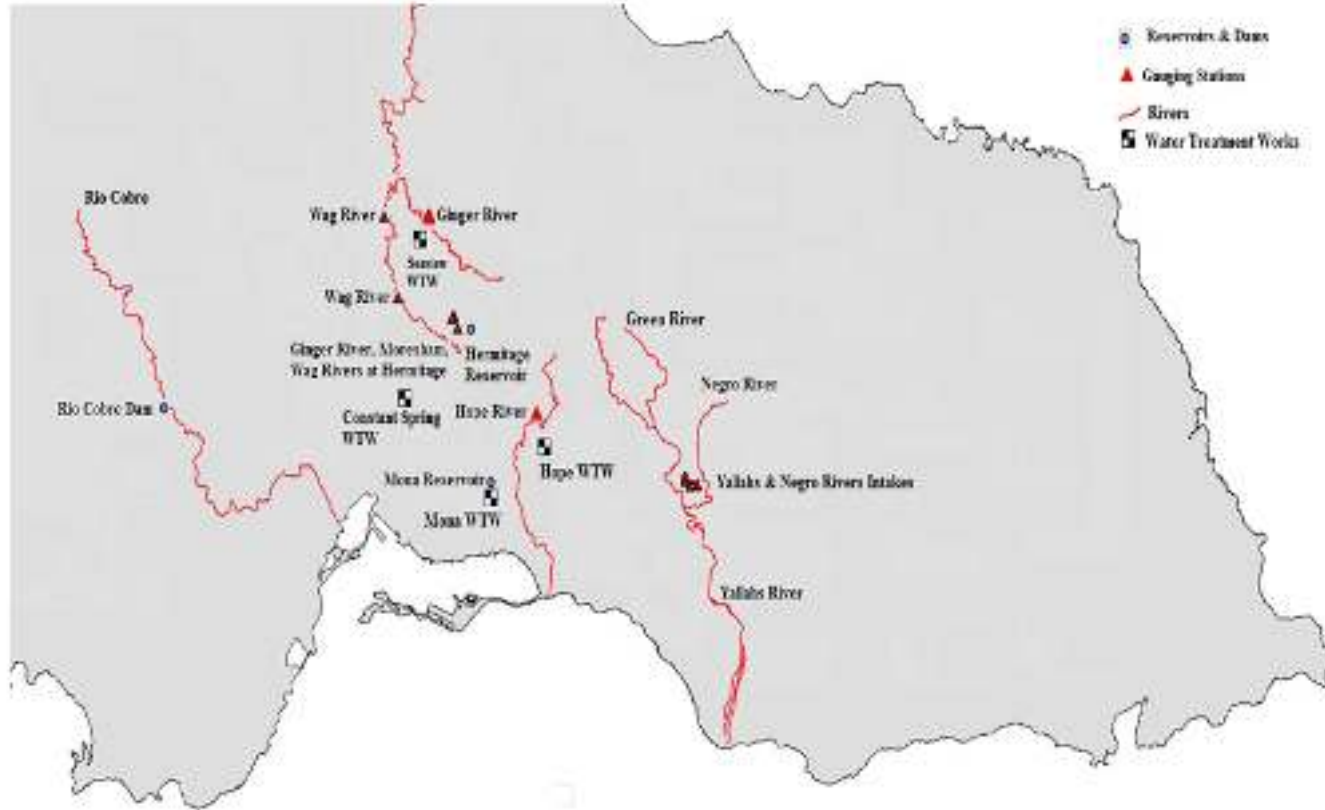 Reservoirs & Dams
Gauging Stations
Rivers
Water Treatment Works
Rio Cobre
Wag River
Ginger River
WTW
Wag River
Green River
Ginger River,
Wag Rivers at Hermitage
Hermitage
Reservoir
Negro River
Rio Cobre Dam
Constant Spring
WTW
Hope River
Hope WTW
Mona Reservoir
Mona WTW
Yallahs & Negro Rivers Intakes
Yallahs River